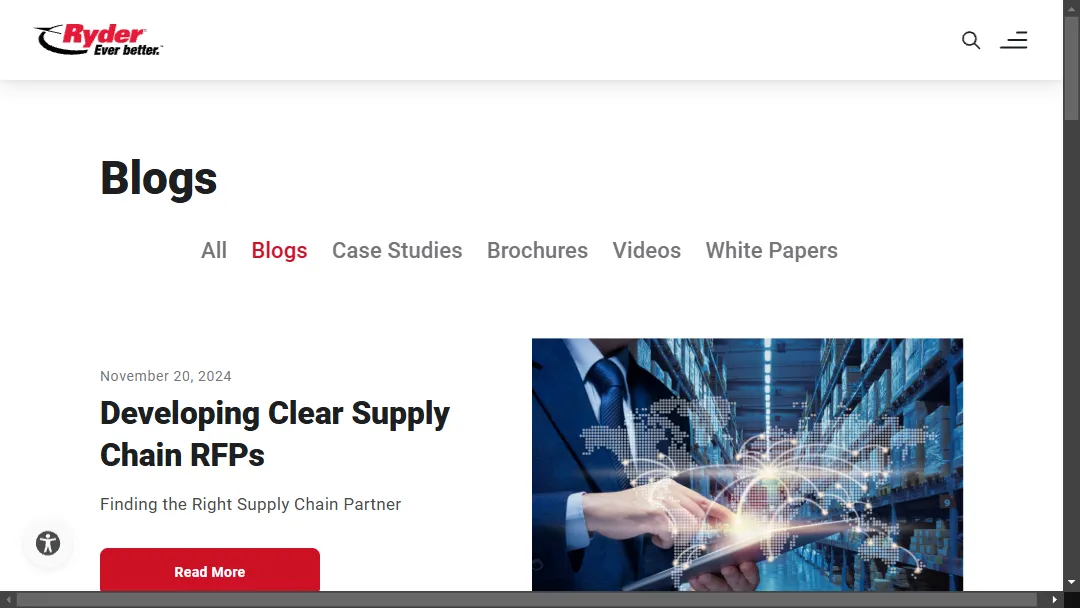 Ryder
Ever better.™
Blogs
All Blogs Case Studies Brochures Videos White Papers
November 20, 2024
Developing Clear Supply
Chain RFPs
Finding the Right Supply Chain Partner
Read More